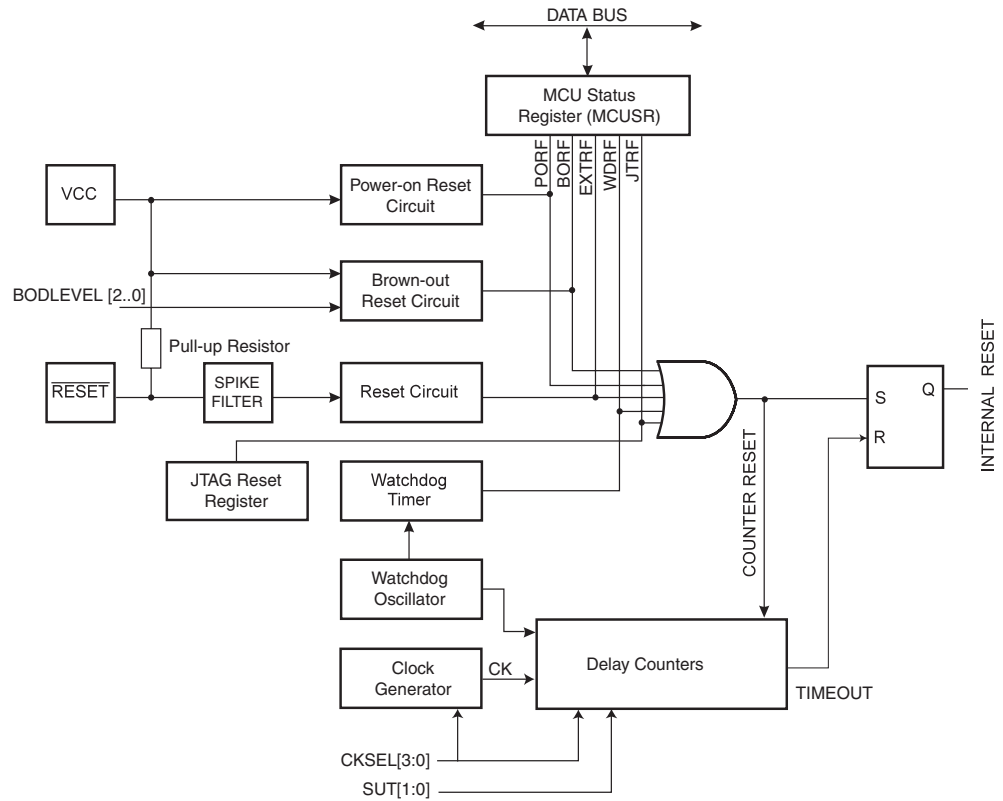 DATA BUS
MCU Status
Register (MCUSR)
PORF
BORF
EXTRF
WDRF
JTRF
VCC
Power-on Reset
Circuit
Brown-out
Reset Circuit
BODLEVEL [2..0]
Pull-up Resistor
RESET
SPIKE
FILTER
Reset Circuit
JTAG Reset
Register
Watchdog
Timer
Watchdog
Oscillator
Clock
Generator
CK
Delay Counters
COUNTER RESET
S
R
Q
INTERNAL RESET
TIMEOUT
CKSEL[3:0]
SUT[1:0]